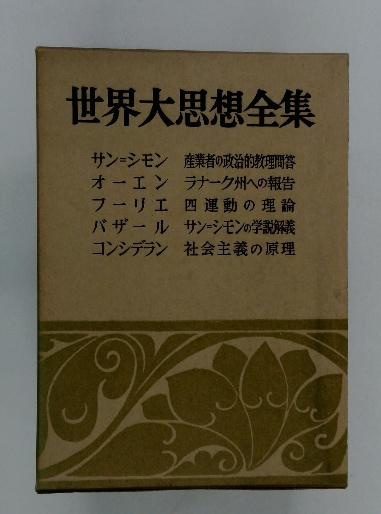 世界大思想全集
サン=シモン 産業者の政治的教理問答
オーエン ラナーク州への報告
フーリエ 四運動の理論
バザール サン=シモンの学説解義
コンシデラン 社会主義の原理